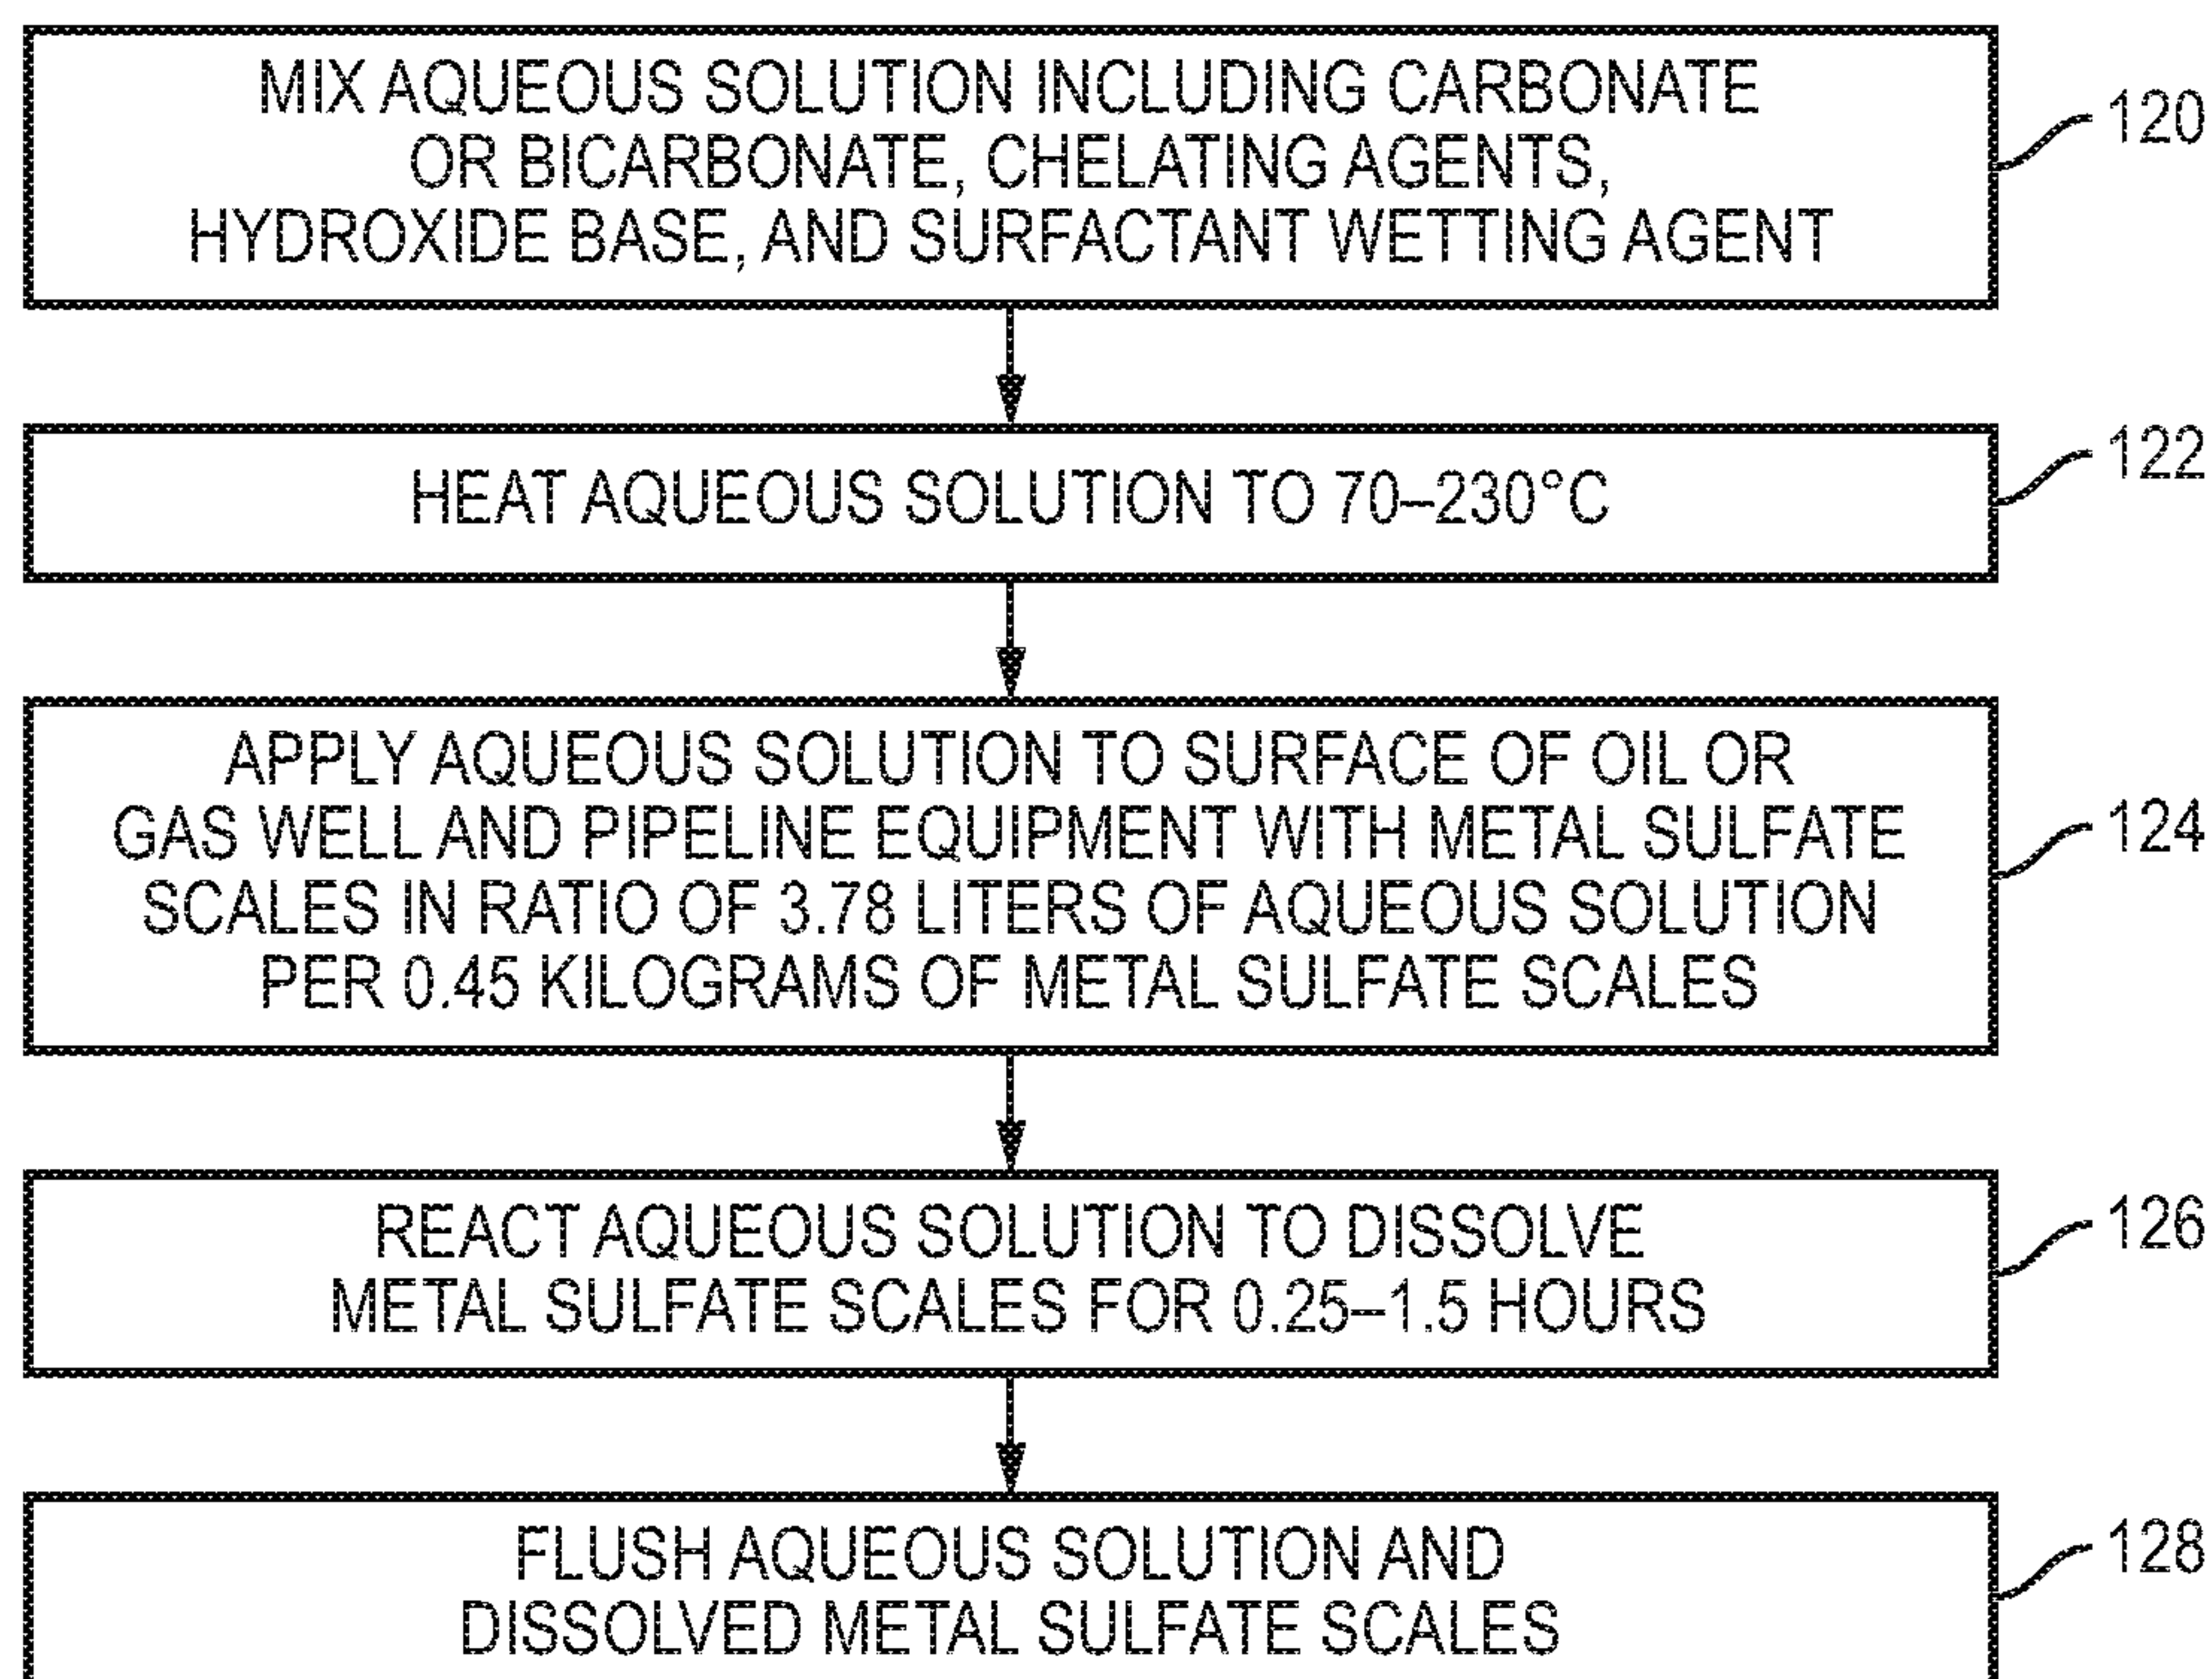 MIX AQUEOUS SOLUTION INCLUDING CARBONATE
OR BICARBONATE, CHELATING AGENTS,
HYDROXIDE BASE, AND SURFACTANT WETTING AGENT
120
HEAT AQUEOUS SOLUTION TO 70–230°C
122
APPLY AQUEOUS SOLUTION TO SURFACE OF OIL OR
GAS WELL AND PIPELINE EQUIPMENT WITH METAL SULFATE
SCALES IN RATIO OF 3.78 LITERS OF AQUEOUS SOLUTION
PER 0.45 KILOGRAMS OF METAL SULFATE SCALES
124
REACT AQUEOUS SOLUTION TO DISSOLVE
METAL SULFATE SCALES FOR 0.25–1.5 HOURS
126
FLUSH AQUEOUS SOLUTION AND
DISSOLVED METAL SULFATE SCALES
128